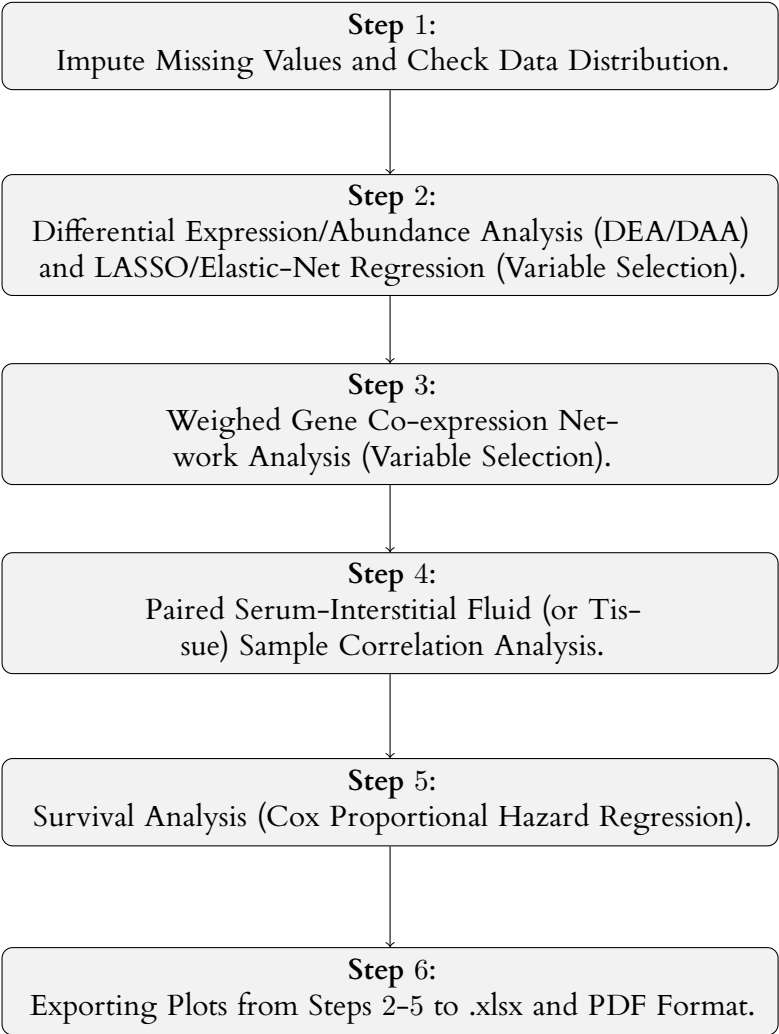 Step 1:
Impute Missing Values and Check Data Distribution.
Step 2:
Differential Expression/Abundance Analysis (DEA/DAA)
and LASSO/Elastic-Net Regression (Variable Selection).
Step 3:
Weighed Gene Co-expression Net-
work Analysis (Variable Selection).
Step 4:
Paired Serum-Interstitial Fluid (or Tis-
sue) Sample Correlation Analysis.
Step 5:
Survival Analysis (Cox Proportional Hazard Regression).
Step 6:
Exporting Plots from Steps 2-5 to .xlsx and PDF Format.